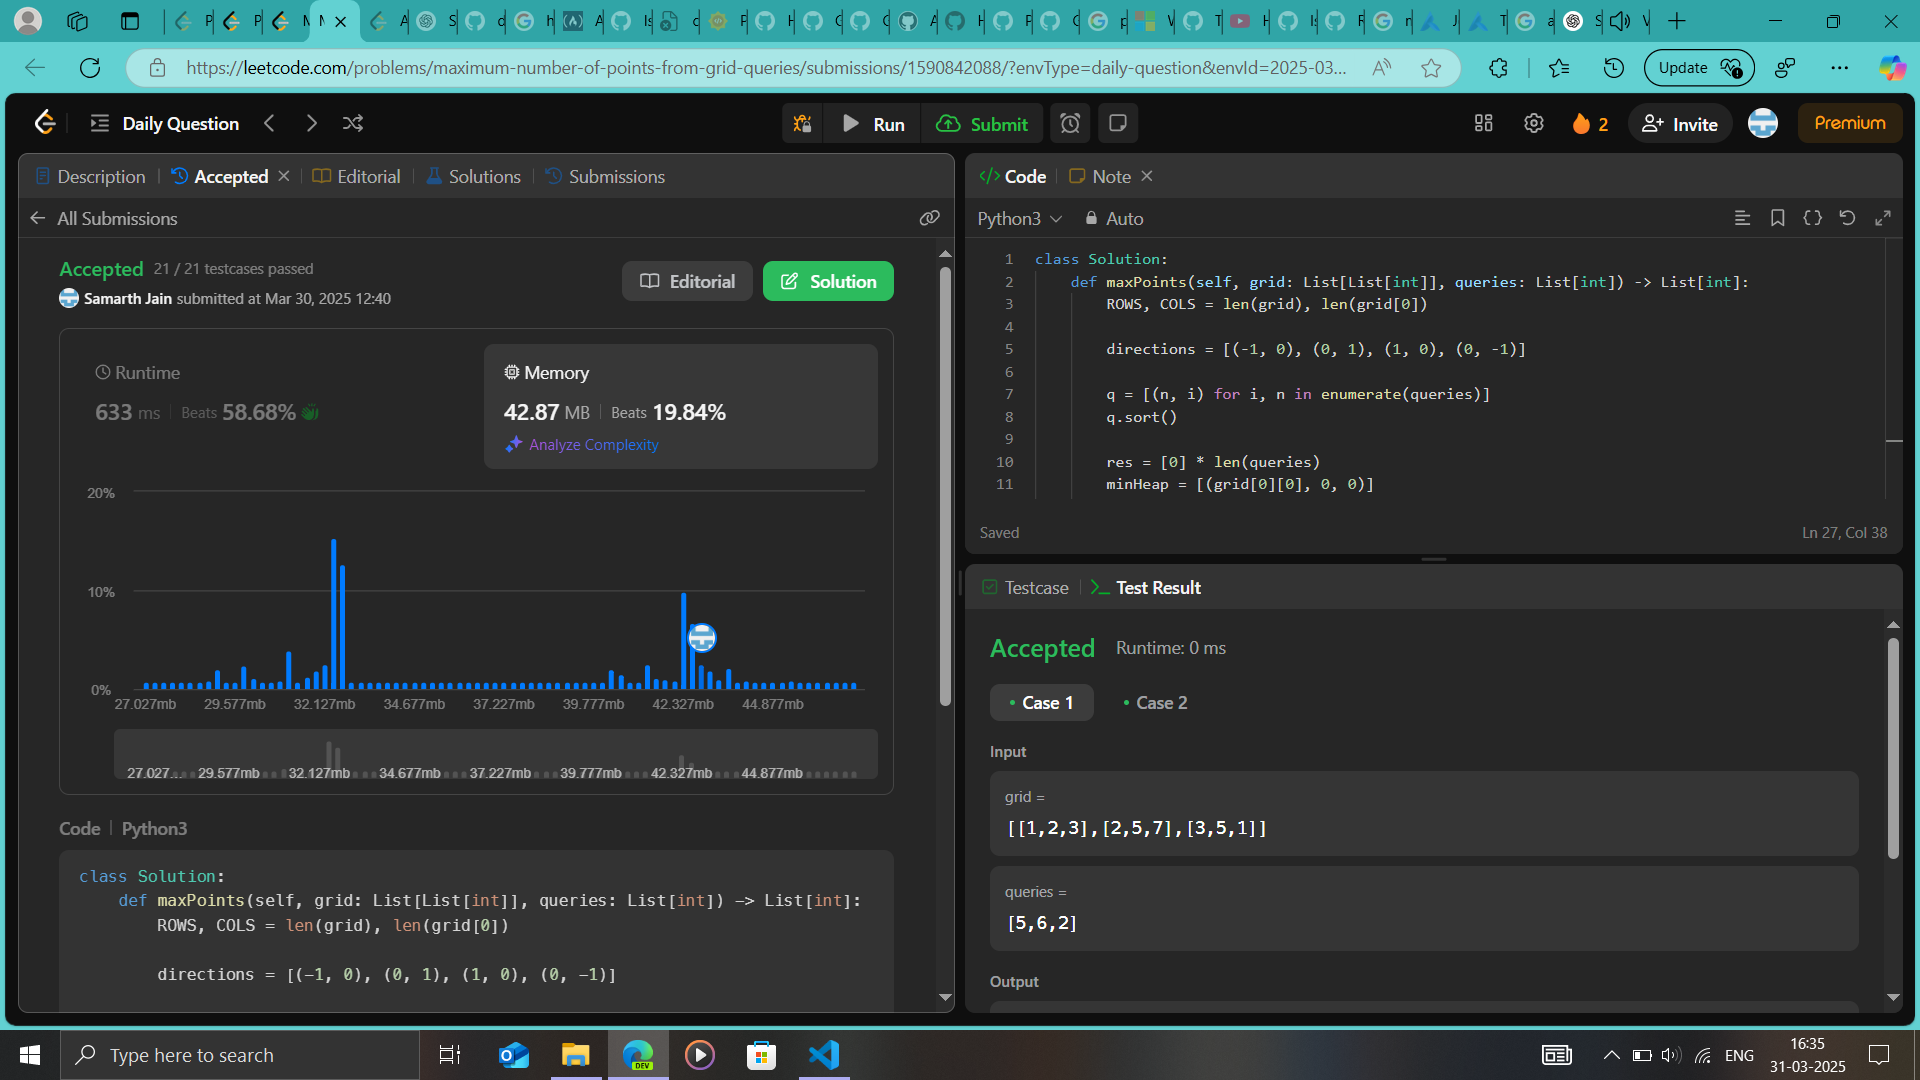 https://leetcode.com/problems/maximum-number-of-points-from-grid-queries/submissions/1590842088/?envType=daily-question&envId=2025-03...
Update
Daily Question
Run
Submit
2
Invite
Premium
Description
Accepted
Editorial
Solutions
Submissions
All Submissions
Accepted 21 / 21 testcases passed
Samarth Jain submitted at Mar 30, 2025 12:40
Editorial
Solution
Runtime
633 ms Beats 58.68%
Memory
42.87 MB Beats 19.84%
Analyze Complexity
20%
10%
0%
27.027mb 29.577mb 32.127mb 34.677mb 37.227mb 39.777mb 42.327mb 44.877mb
27.027... 29.577mb 32.127mb 34.677mb 37.227mb 39.777mb 42.327mb 44.877mb
Code | Python3
class Solution:
def maxPoints(self, grid: List[List[int]], queries: List[int]) -> List[int]:
ROWS, COLS = len(grid), len(grid[0])
directions = [(-1, 0), (0, 1), (1, 0), (0, -1)]
Code
Note
Python3
Auto
1 class Solution:
2 def maxPoints(self, grid: List[List[int]], queries: List[int]) -> List[int]:
3 ROWS, COLS = len(grid), len(grid[0])
4
5 directions = [(-1, 0), (0, 1), (1, 0), (0, -1)]
6
7 q = [(n, i) for i, n in enumerate(queries)]
8 q.sort()
9
10 res = [0] * len(queries)
11 minHeap = [(grid[0][0], 0, 0)]
Saved
Ln 27, Col 38
Testcase
Test Result
Accepted Runtime: 0 ms
Case 1
Case 2
Input
grid =
[[1,2,3],[2,5,7],[3,5,1]]
queries =
[5,6,2]
Output
Type here to search
DEV
ENG
16:35
31-03-2025